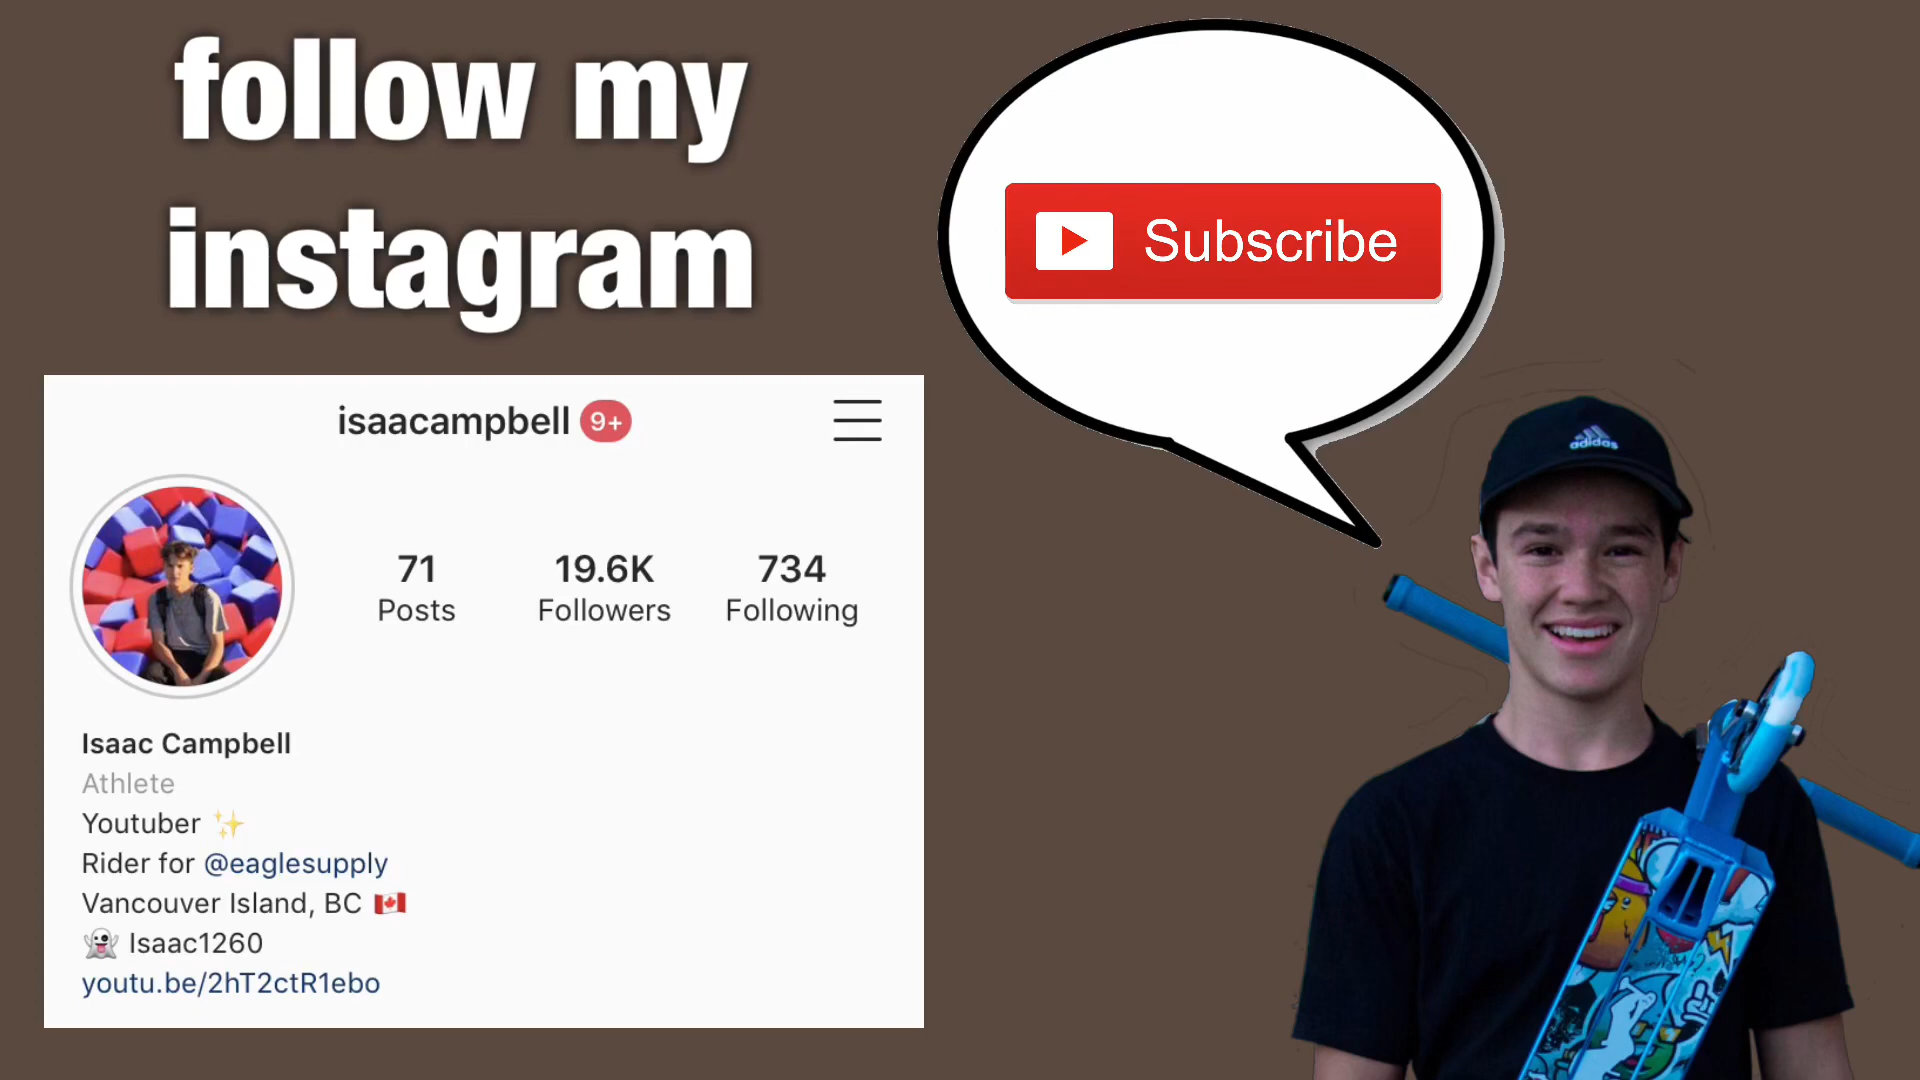 follow my
instagram
Subscribe
isaacampbell 9+
71 19.6K 734
Posts Followers Following
Isaac Campbell
Athlete
Youtuber ✨
Rider for @eaglesupply
Vancouver Island, BC 🇨🇦
👻 Isaac1260
youtu.be/2hT2ctR1ebo
adidas